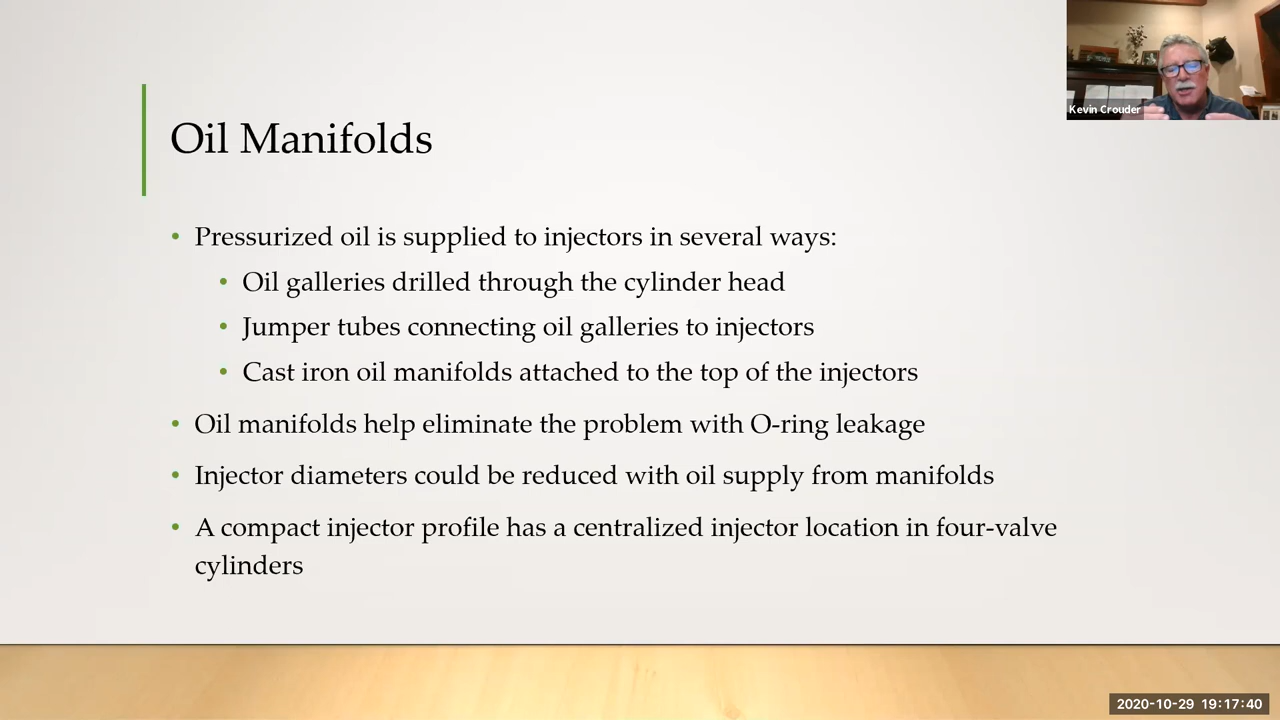 Kevin Crouder
Oil Manifolds
• Pressurized oil is supplied to injectors in several ways:
• Oil galleries drilled through the cylinder head
• Jumper tubes connecting oil galleries to injectors
• Cast iron oil manifolds attached to the top of the injectors
• Oil manifolds help eliminate the problem with O-ring leakage
• Injector diameters could be reduced with oil supply from manifolds
• A compact injector profile has a centralized injector location in four-valve
cylinders
2020-10-29 19:17:40